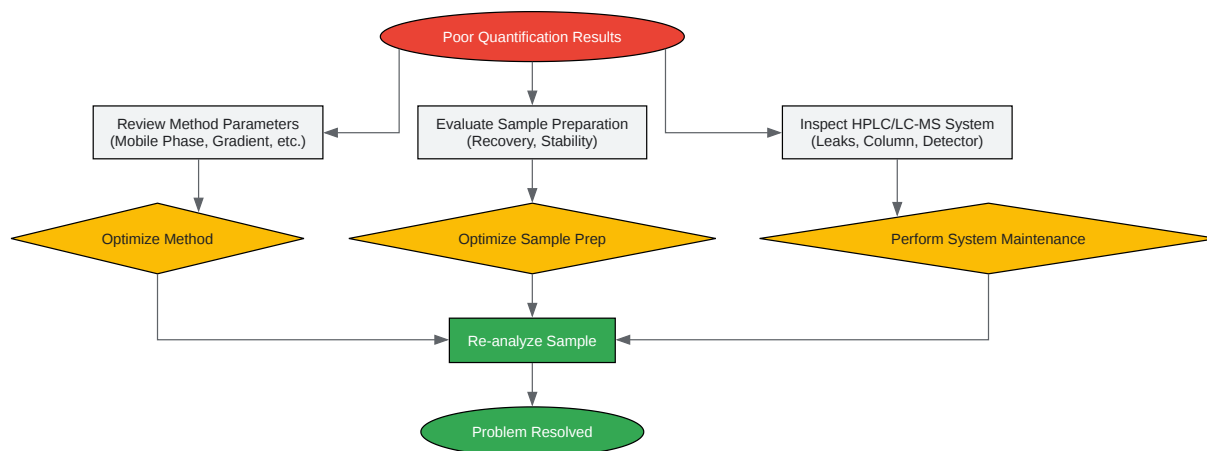 Poor Quantification Results
Review Method Parameters
(Mobile Phase, Gradient, etc.)
Evaluate Sample Preparation
(Recovery, Stability)
Inspect HPLC/LC-MS System
(Leaks, Column, Detector)
Optimize Method
Optimize Sample Prep
Perform System Maintenance
Re-analyze Sample
Problem Resolved